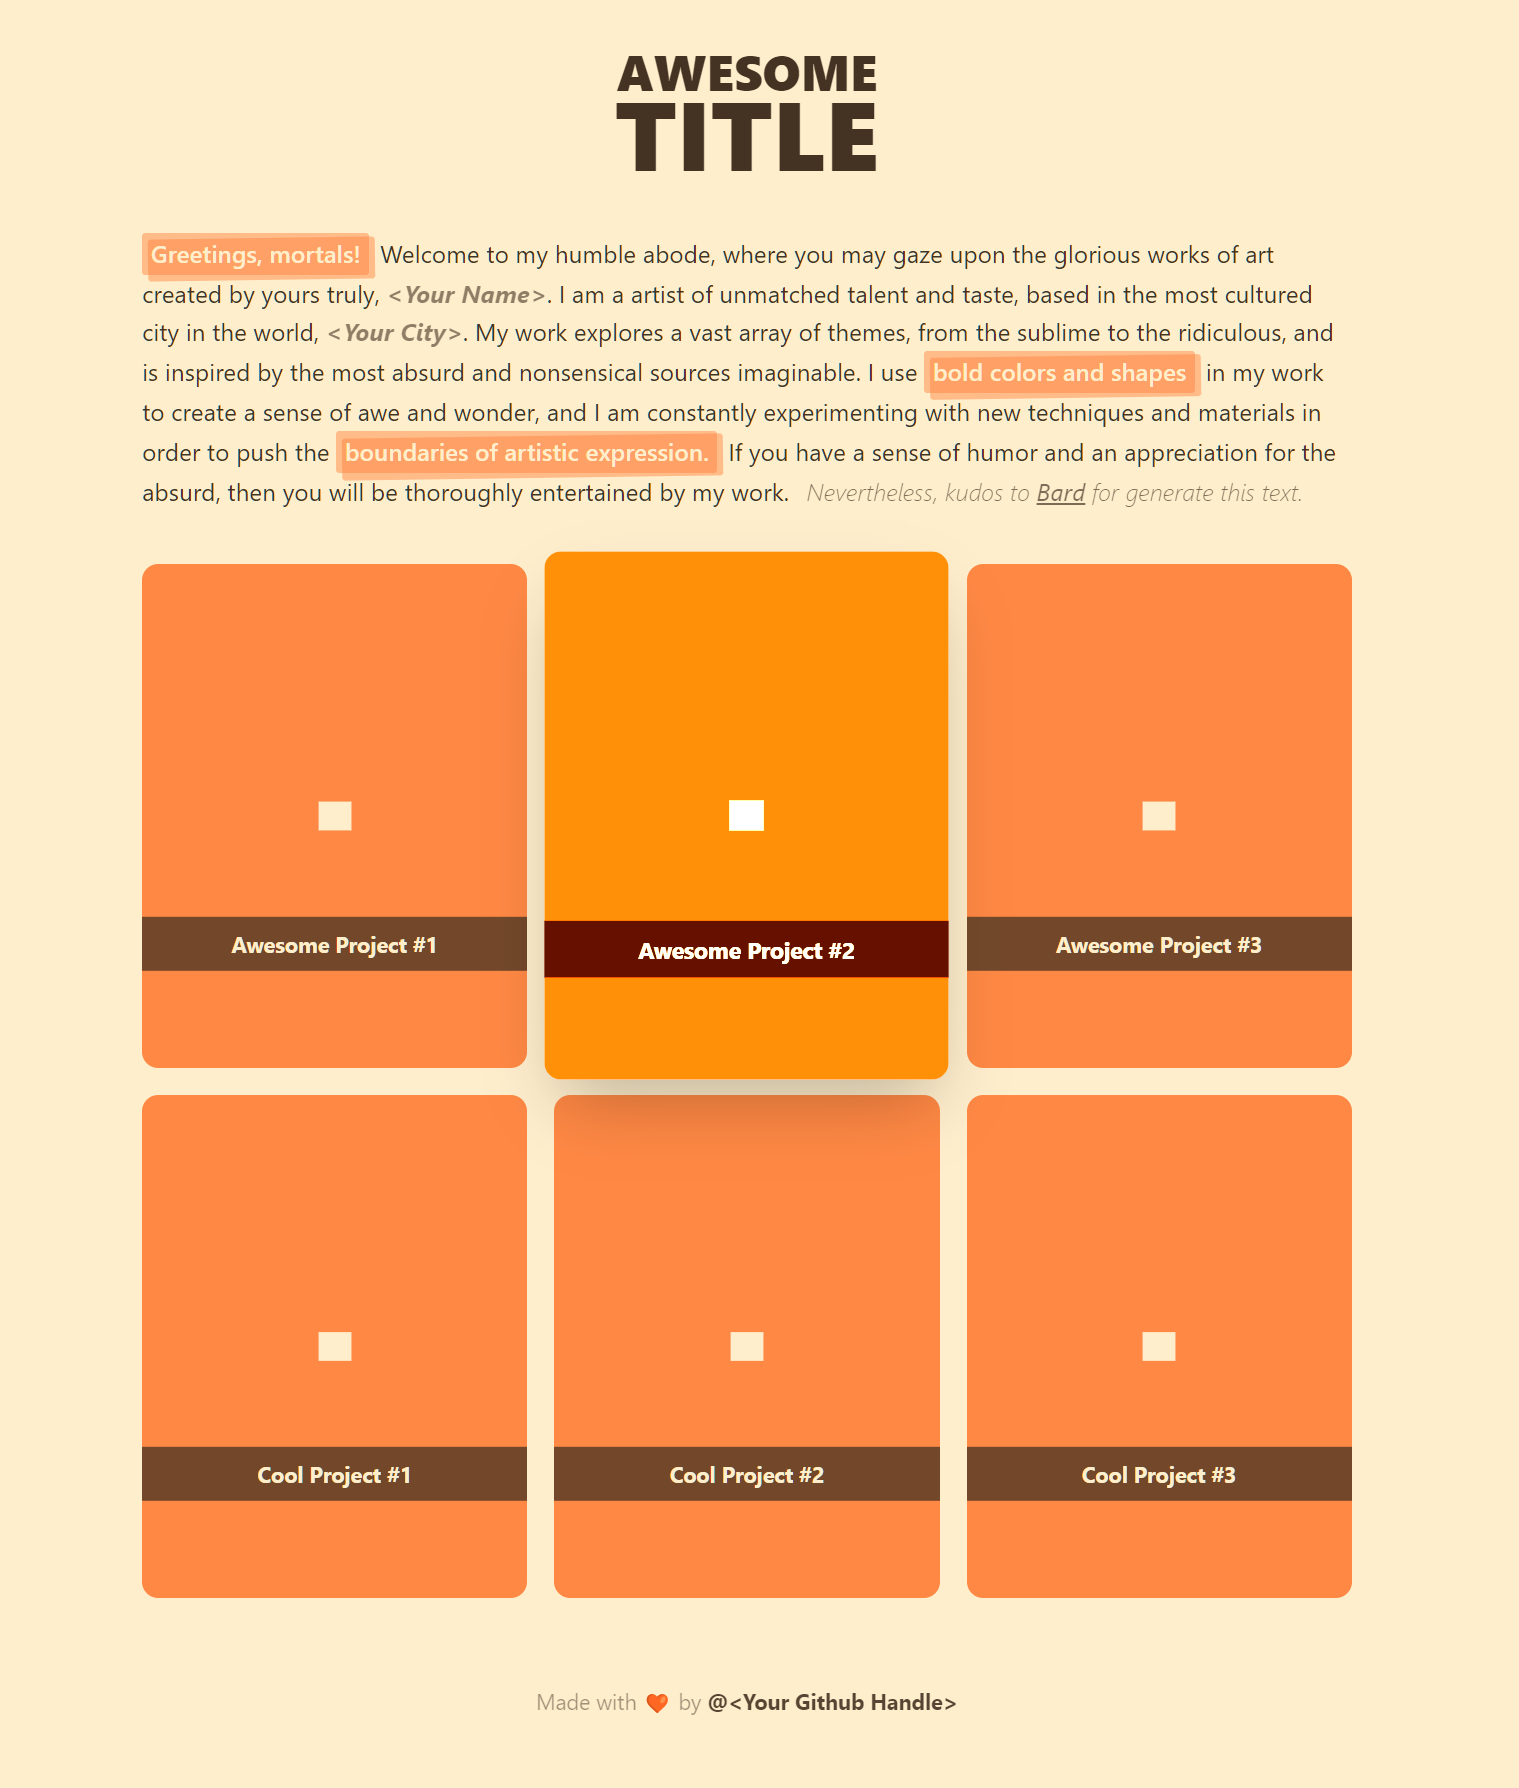 AWESOME
TITLE
Greetings, mortals! Welcome to my humble abode, where you may gaze upon the glorious works of art
created by yours truly, <Your Name>. I am a artist of unmatched talent and taste, based in the most cultured
city in the world, <Your City>. My work explores a vast array of themes, from the sublime to the ridiculous, and
is inspired by the most absurd and nonsensical sources imaginable. I use bold colors and shapes in my work
to create a sense of awe and wonder, and I am constantly experimenting with new techniques and materials in
order to push the boundaries of artistic expression. If you have a sense of humor and an appreciation for the
absurd, then you will be thoroughly entertained by my work. Nevertheless, kudos to Bard for generate this text.
Awesome Project #1
Awesome Project #2
Awesome Project #3
Cool Project #1
Cool Project #2
Cool Project #3
Made with 🧡 by @<Your Github Handle>